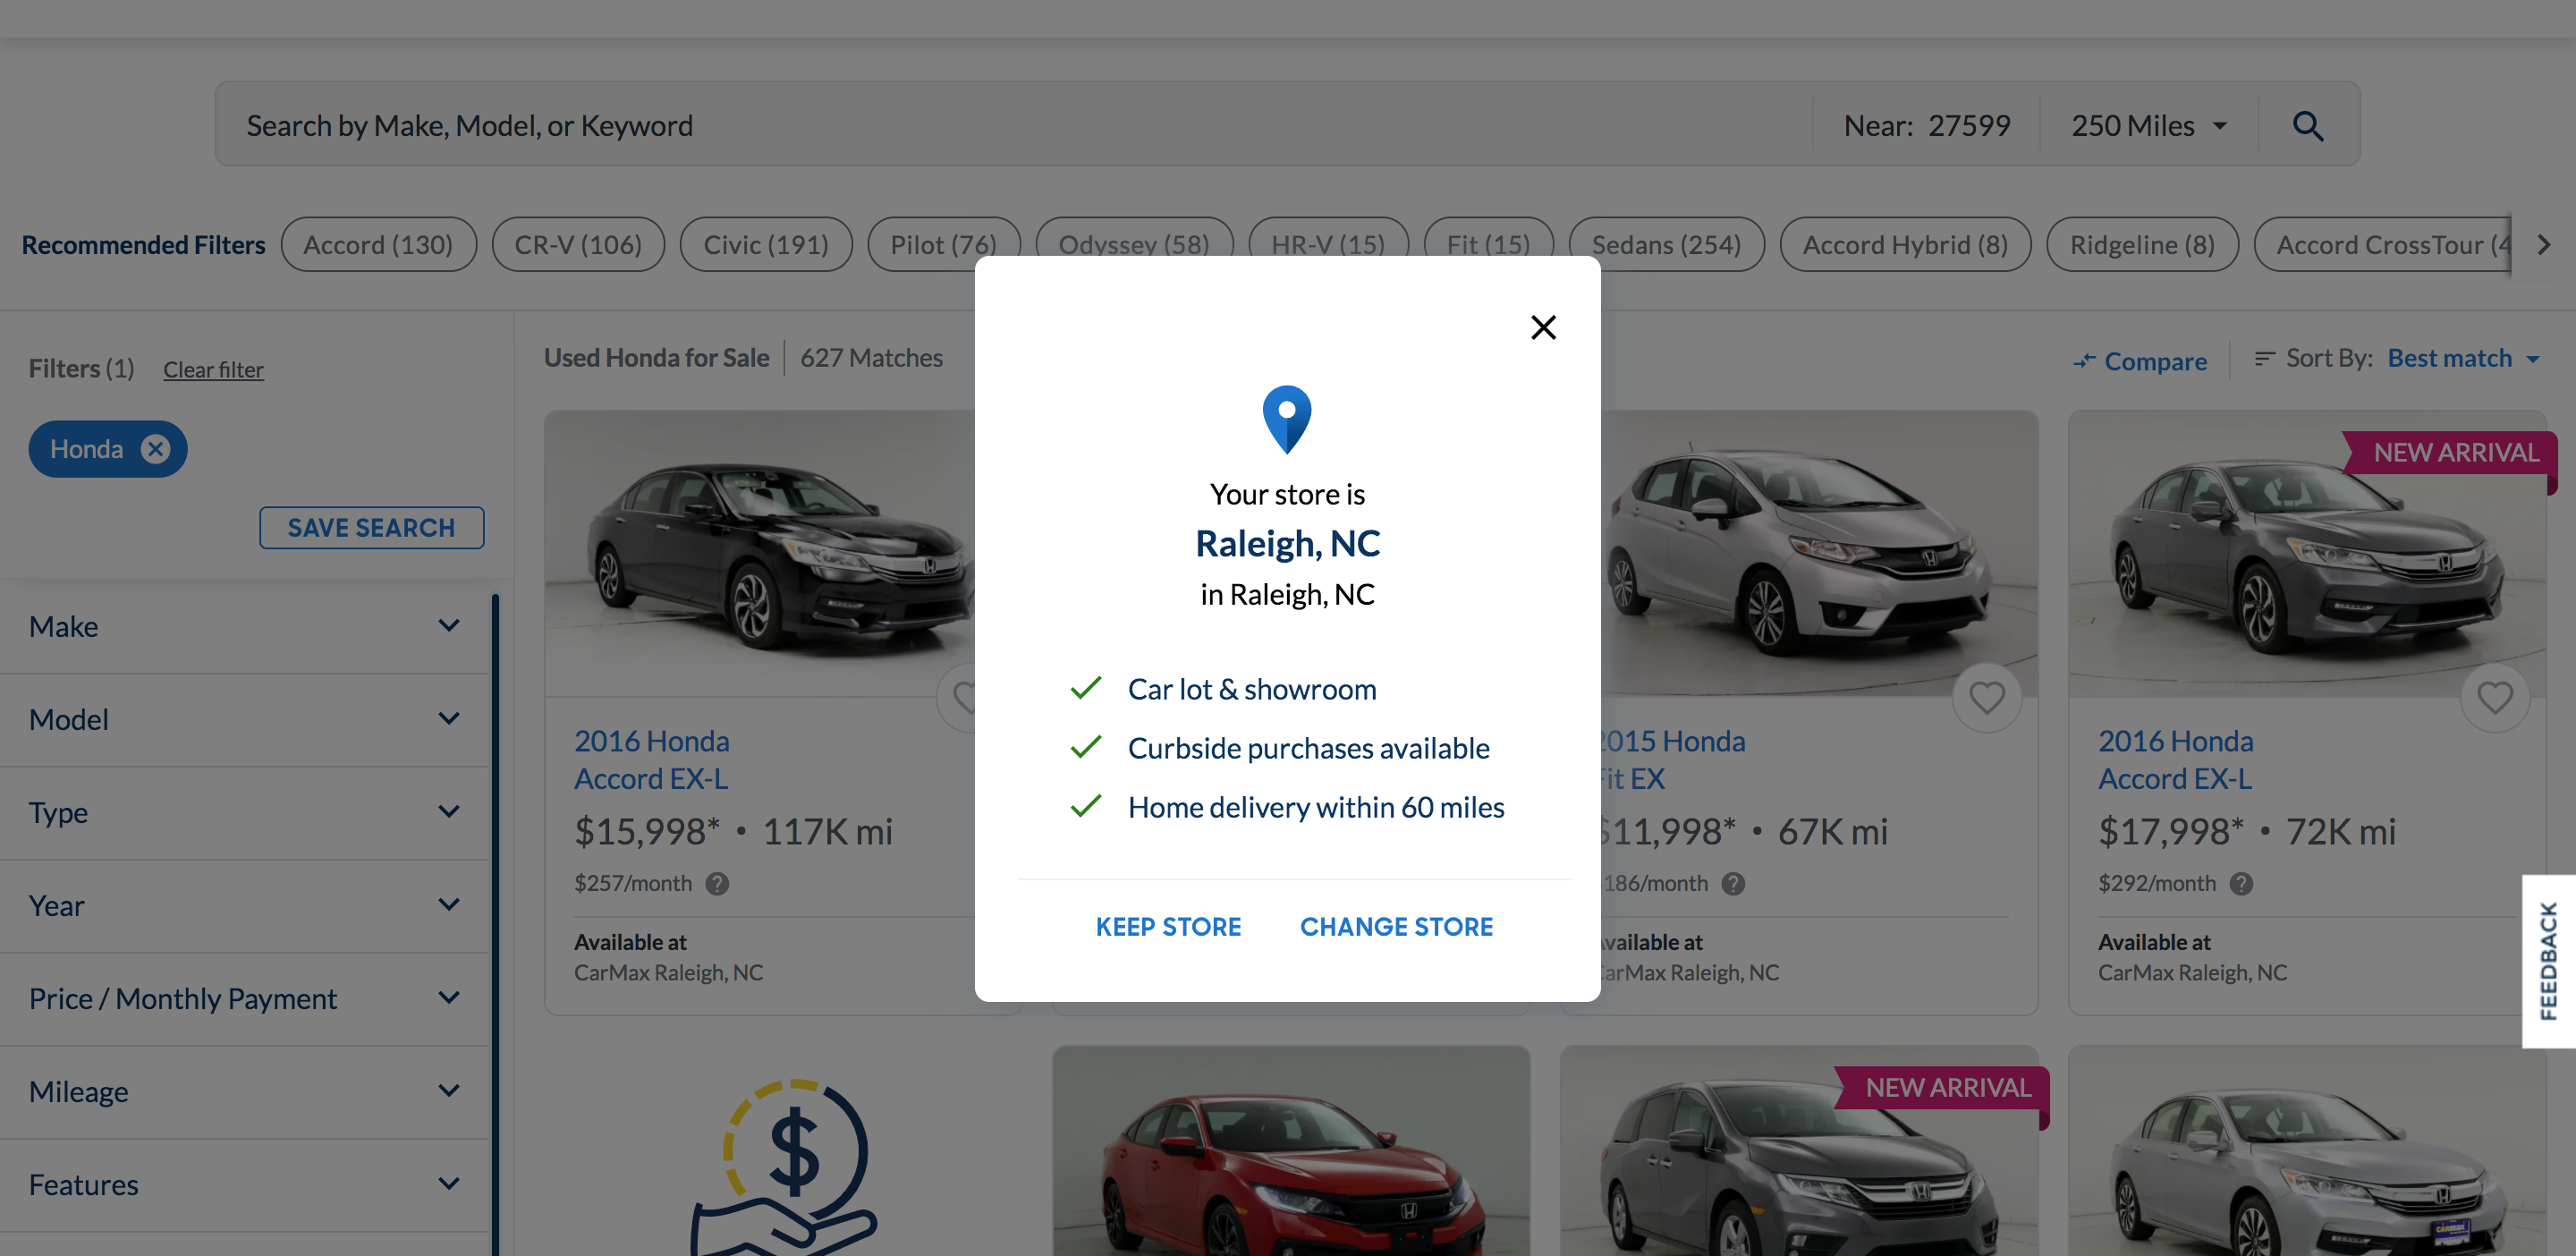 Search by Make, Model, or Keyword
Near: 27599
250 Miles
Recommended Filters
Accord (130)
CR-V (106)
Civic (191)
Pilot (76)
Odyssey (58)
HR-V (15)
Fit (15)
Sedans (254)
Accord Hybrid (8)
Ridgeline (8)
Accord CrossTour (4
Filters (1)
Clear filter
Honda
SAVE SEARCH
Make
Model
Type
Year
Price / Monthly Payment
Mileage
Features
Used Honda for Sale
627 Matches
Compare
Sort By: Best match
2016 Honda
Accord EX-L
$15,998* • 117K mi
$257/month
Available at
CarMax Raleigh, NC
Your store is
Raleigh, NC
in Raleigh, NC
Car lot & showroom
Curbside purchases available
Home delivery within 60 miles
KEEP STORE
CHANGE STORE
2015 Honda
Fit EX
$11,998* • 67K mi
186/month
Available at
CarMax Raleigh, NC
NEW ARRIVAL
2016 Honda
Accord EX-L
$17,998* • 72K mi
$292/month
Available at
CarMax Raleigh, NC
FEEDBACK
$
NEW ARRIVAL
CARMAX